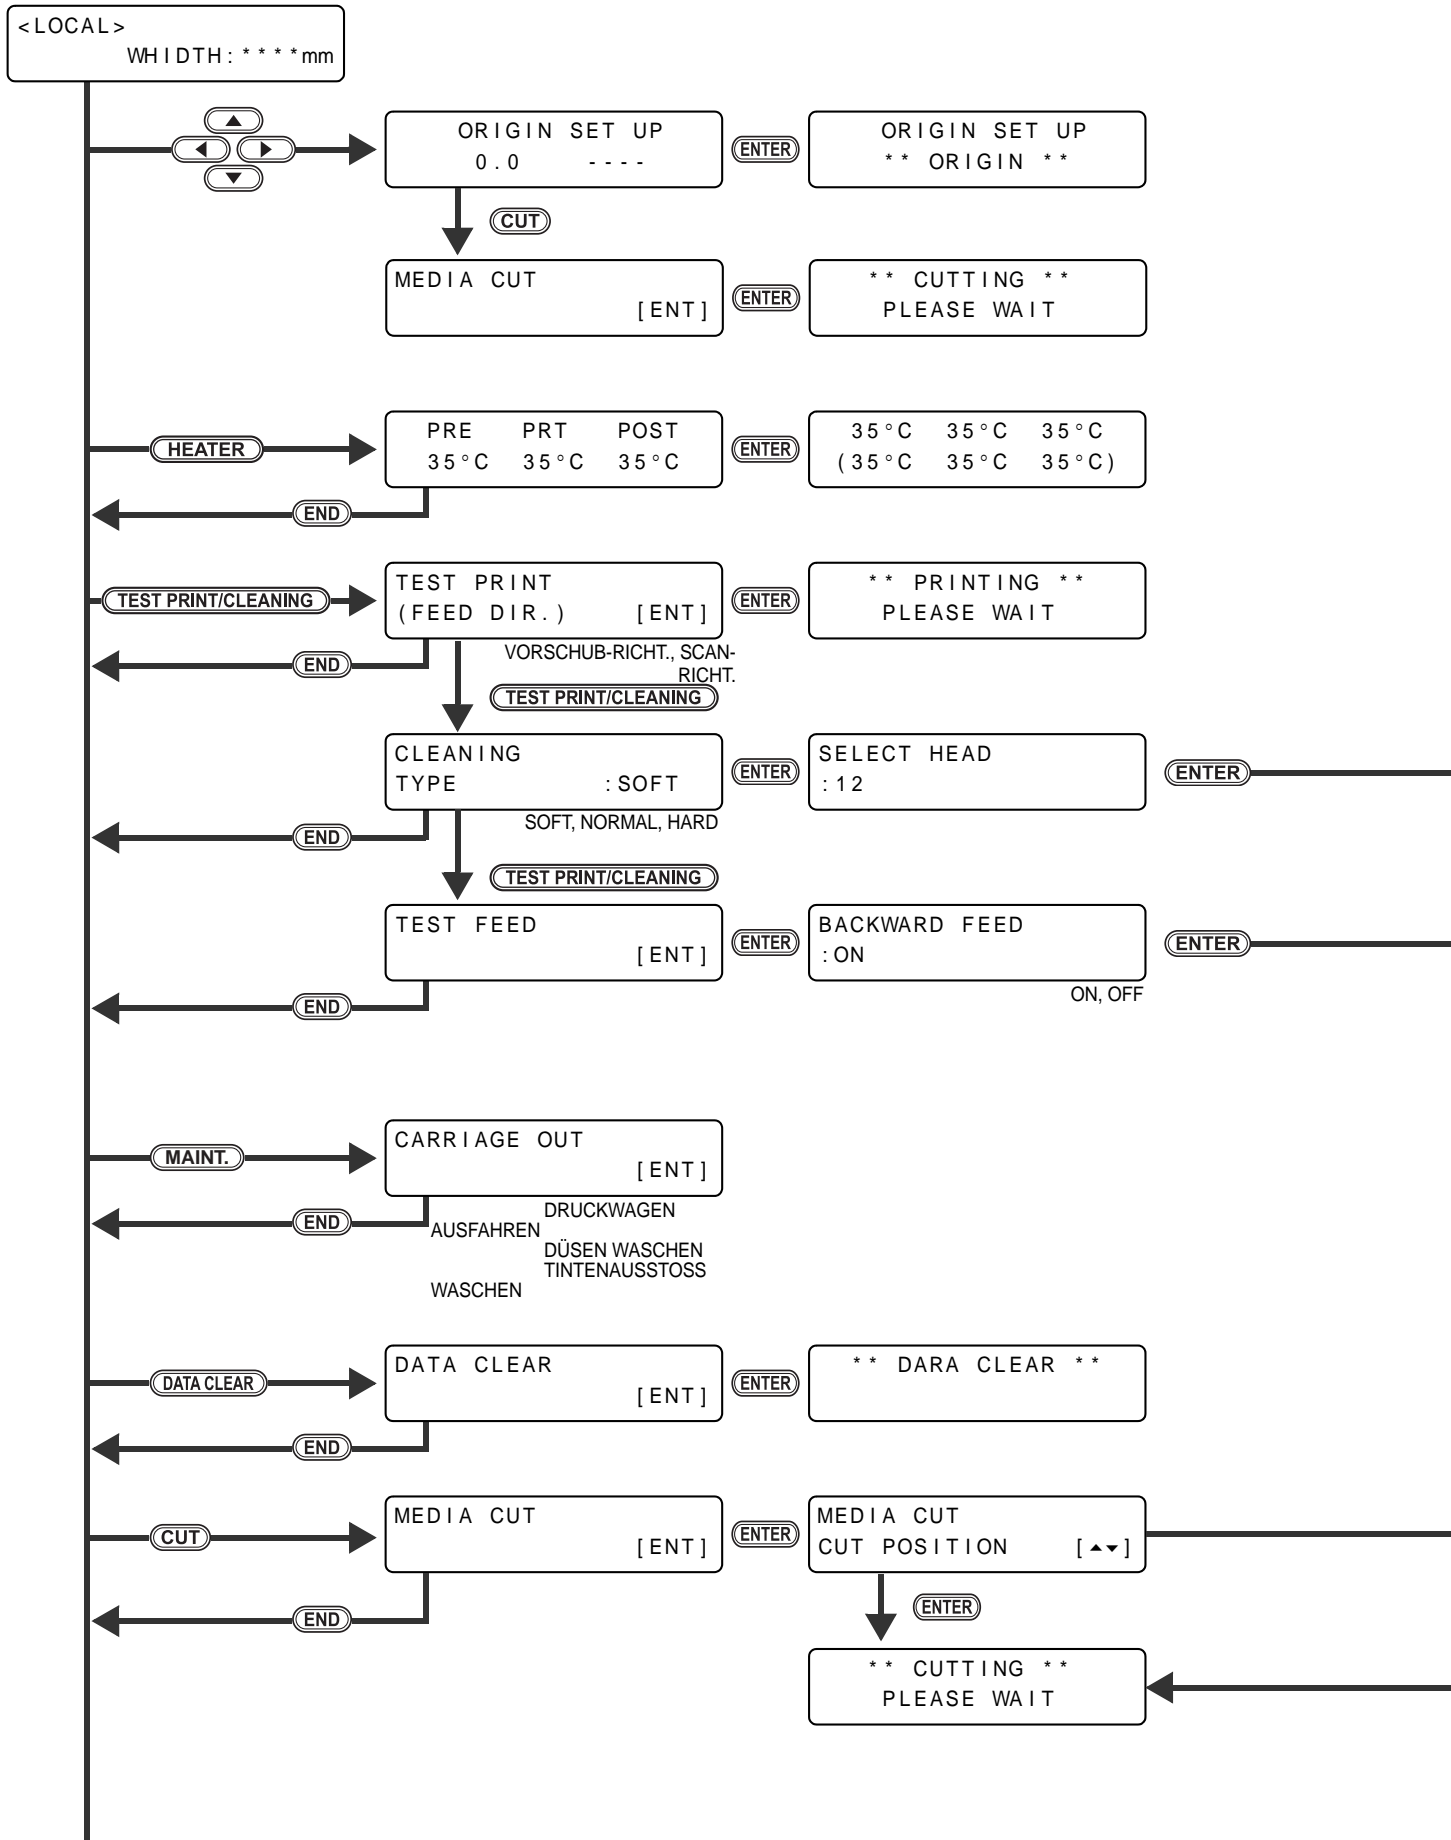 <LOCAL>
WHIDTH:****mm
ORIGIN SET UP
0.0 ----
ENTER
ORIGIN SET UP
** ORIGIN **
CUT
MEDIA CUT
[ENT]
ENTER
** CUTTING **
PLEASE WAIT
HEATER
PRE PRT POST
35°C 35°C 35°C
ENTER
35°C 35°C 35°C
(35°C 35°C 35°C)
END
TEST PRINT/CLEANING
TEST PRINT
(FEED DIR.) [ENT]
ENTER
** PRINTING **
PLEASE WAIT
END
VORSCHUB-RICHT., SCAN-
RICHT.
TEST PRINT/CLEANING
CLEANING
TYPE :SOFT
ENTER
SELECT HEAD
:12
ENTER
END
SOFT, NORMAL, HARD
TEST PRINT/CLEANING
TEST FEED
[ENT]
ENTER
BACKWARD FEED
:ON
ENTER
END
ON, OFF
MAINT.
CARRIAGE OUT
[ENT]
END
DRUCKWAGEN
AUSFAHREN
DÜSEN WASCHEN
TINTENAUSSTOSS
WASCHEN
DATA CLEAR
DATA CLEAR
[ENT]
ENTER
** DARA CLEAR **
END
CUT
MEDIA CUT
[ENT]
ENTER
MEDIA CUT
CUT POSITION [▲▼]
END
ENTER
** CUTTING **
PLEASE WAIT